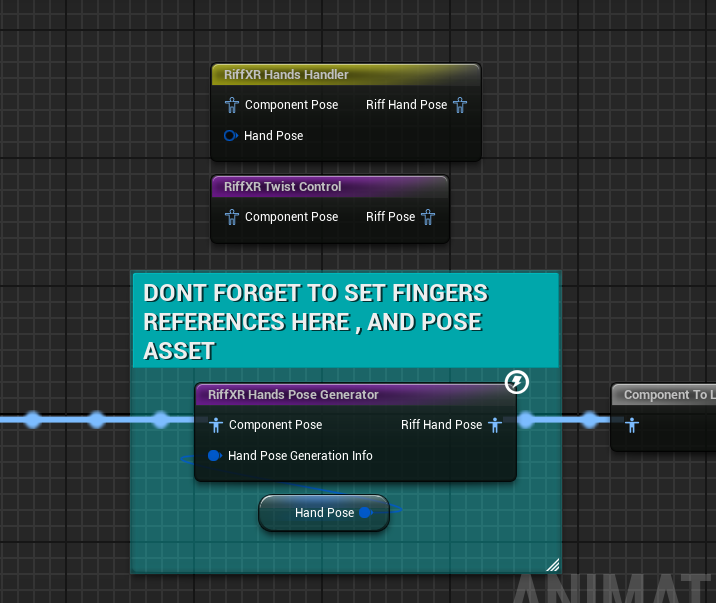 RiffXR Hands Handler
Component Pose Riff Hand Pose
Hand Pose
RiffXR Twist Control
Component Pose Riff Pose
DONT FORGET TO SET FINGERS
REFERENCES HERE , AND POSE
ASSET
RiffXR Hands Pose Generator
Component To L
Component Pose Riff Hand Pose
Hand Pose Generation Info
Hand Pose
ANIMAT